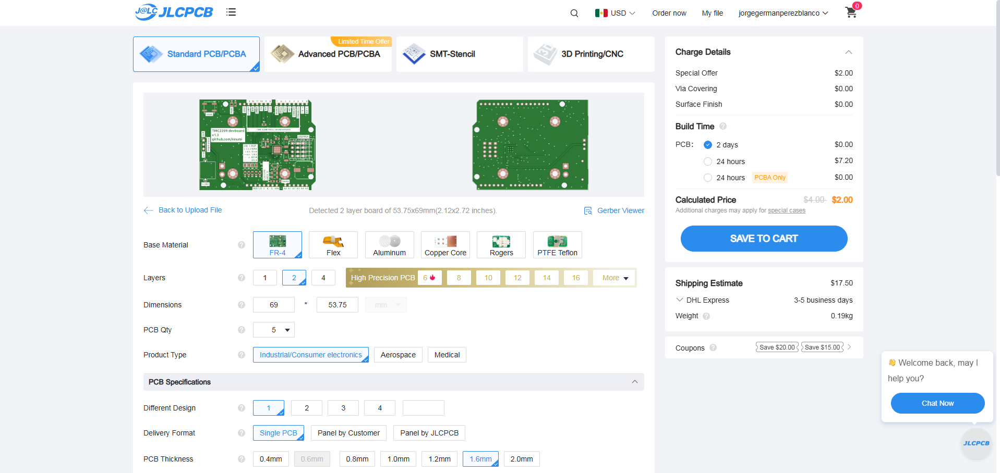 J@LC JLCPCB
USD
Order now
My file
jorgegermanperezblanco
0
Standard PCB/PCBA
Limited Time Offer
Advanced PCB/PCBA
SMT-Stencil
3D
3D Printing/CNC
TMC CONTROLLER RESERVED
TMC2209 devboard
v1.3
github.com/neumi
STEPPER
Back to Upload File
Detected 2 layer board of 53.75x69mm(2.12x2.72 inches).
Gerber Viewer
Base Material
FR-4
Flex
Aluminum
Copper Core
Rogers
PTFE Teflon
Layers
1
2
4
High Precision PCB
6
8
10
12
14
16
More
Dimensions
69
*
53.75
mm
PCB Qty
5
Product Type
Industrial/Consumer electronics
Aerospace
Medical
PCB Specifications
Different Design
1
2
3
4
Delivery Format
Single PCB
Panel by Customer
Panel by JLCPCB
PCB Thickness
0.4mm
0.6mm
0.8mm
1.0mm
1.2mm
1.6mm
2.0mm
Charge Details
Special Offer
$2.00
Via Covering
$0.00
Surface Finish
$0.00
Build Time
PCB:
2 days
$0.00
24 hours
$7.20
24 hours
PCBA Only
$0.00
Calculated Price
$4.00
$2.00
Additional charges may apply for special cases
SAVE TO CART
Shipping Estimate
$17.50
DHL Express
3-5 business days
Weight
0.19kg
Coupons
Save $20.00
Save $15.00
👋 Welcome back, may I
help you?
Chat Now
JLCPCB